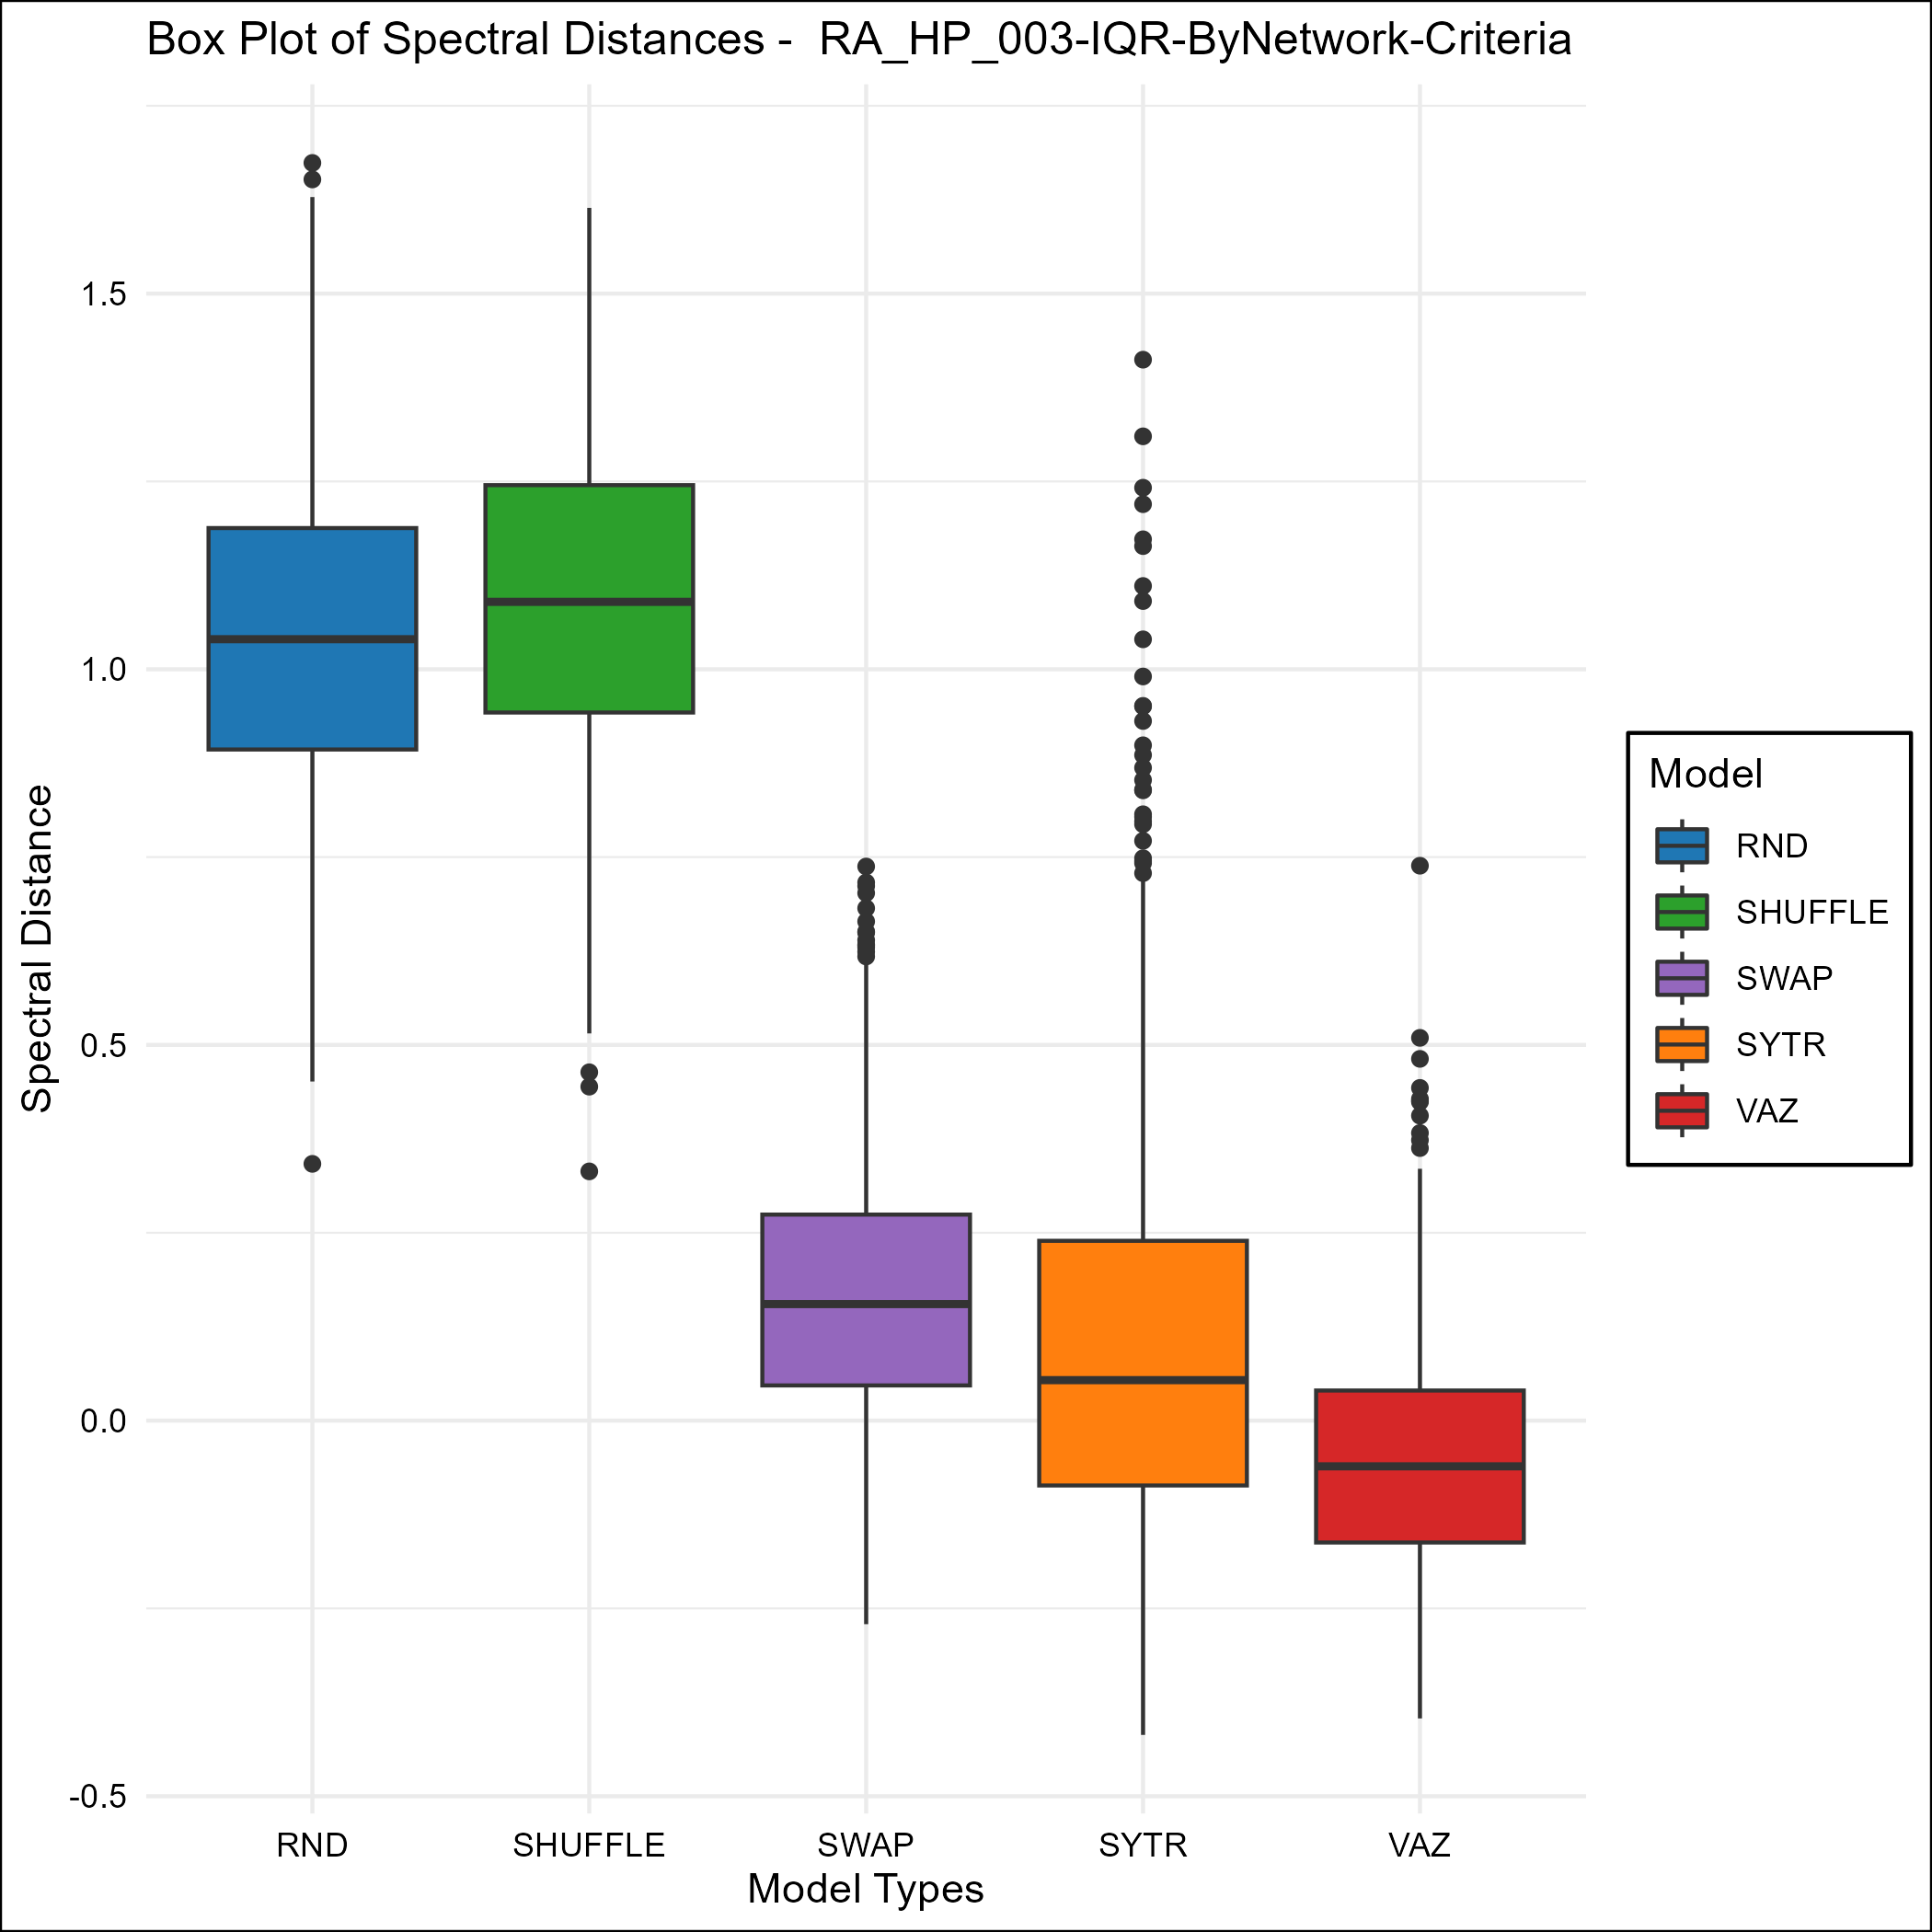 Box Plot of Spectral Distances -  RA_HP_003-IQR-ByNetwork-Criteria
Spectral Distance
1.5
1.0
0.5
0.0
-0.5
RND
SHUFFLE
SWAP
SYTR
VAZ
Model Types
Model
RND
SHUFFLE
SWAP
SYTR
VAZ